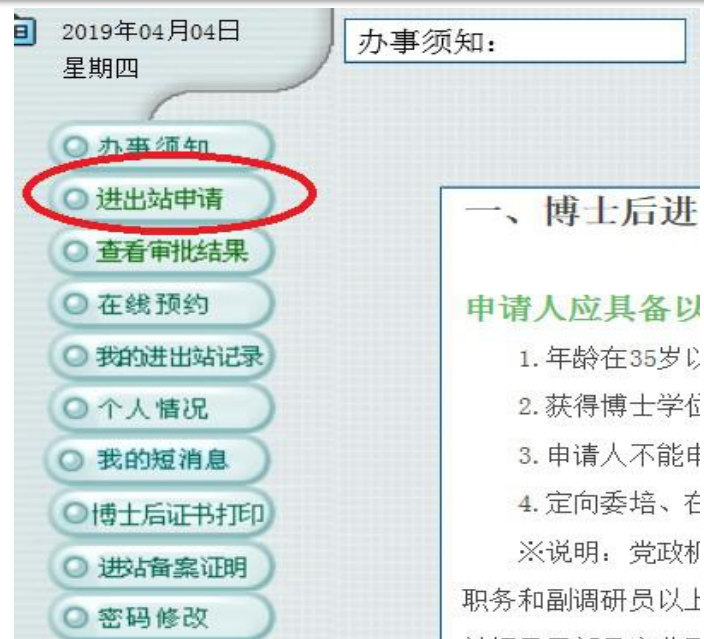 2019年04月04日
星期四
办事须知：
办事须知
进出站申请
查看审批结果
在线预约
我的进出站记录
个人情况
我的短消息
博士后证书打印
进站备案证明
密码修改
一、博士后进
申请人应具备以
1.年龄在35岁以
2.获得博士学位
3.申请人不能申
4.定向委培、在
※说明：党政机
职务和副调研员以上